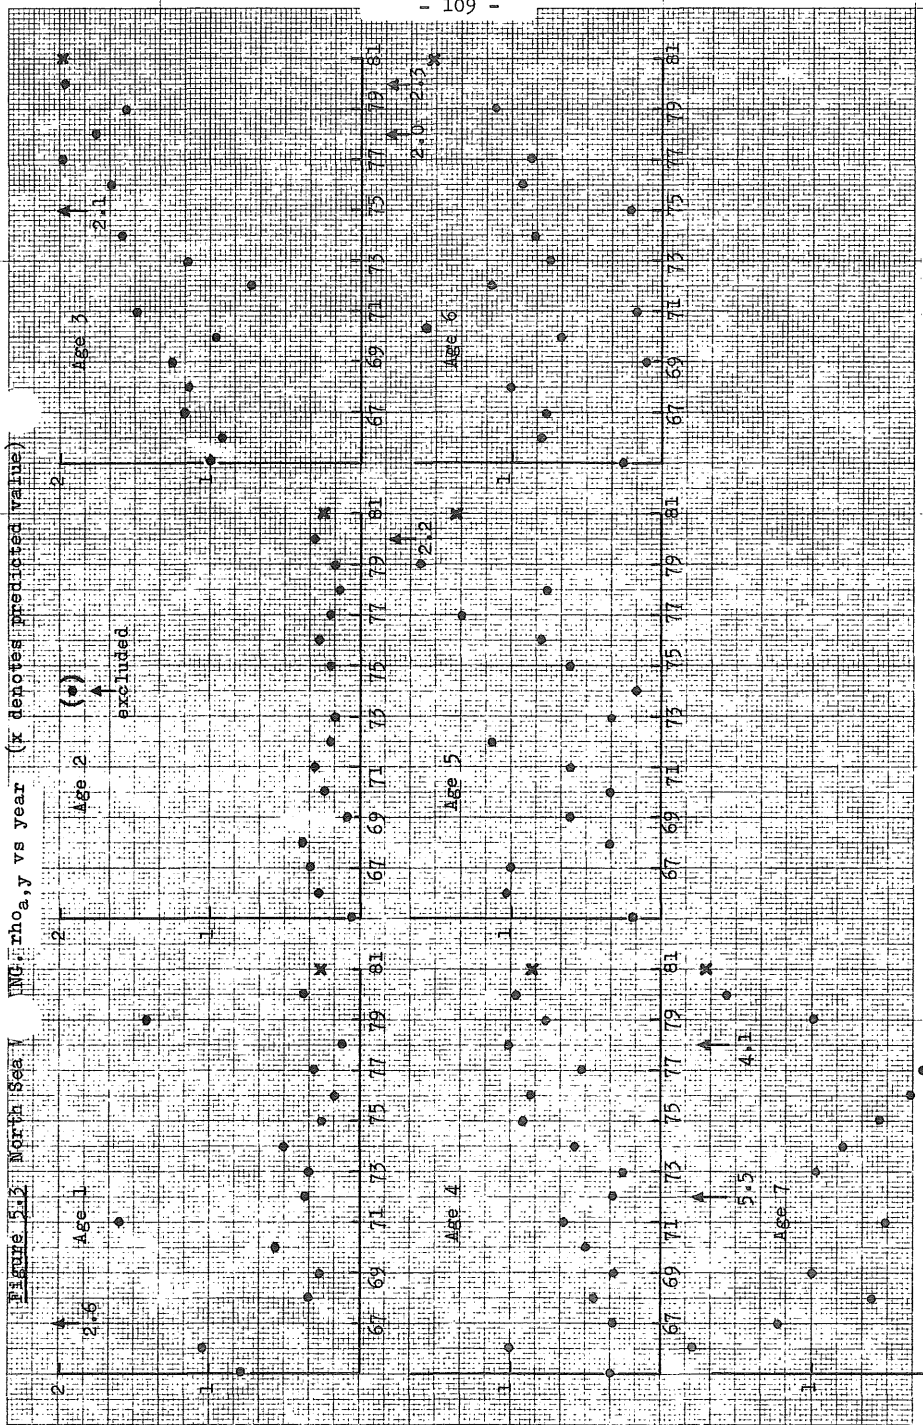 - 109 -
Figure 5.3 North Sea NG. rho a,y vs year (x denotes predicted value)
Age 1
2.6
2
1
67 69 71 73 75 77 79 81
Age 2
(●)
excluded
2
1
67 69 71 73 75 77 79 81
Age 3
2.1
2
1
67 69 71 73 75 77 79 81
Age 4
1
67 69 71 73 75 77 79 81
Age 5
2.2
1
67 69 71 73 75 77 79 81
Age 6
2.0
2.3
1
67 69 71 73 75 77 79 81
Age 7
5.5
4.1
1